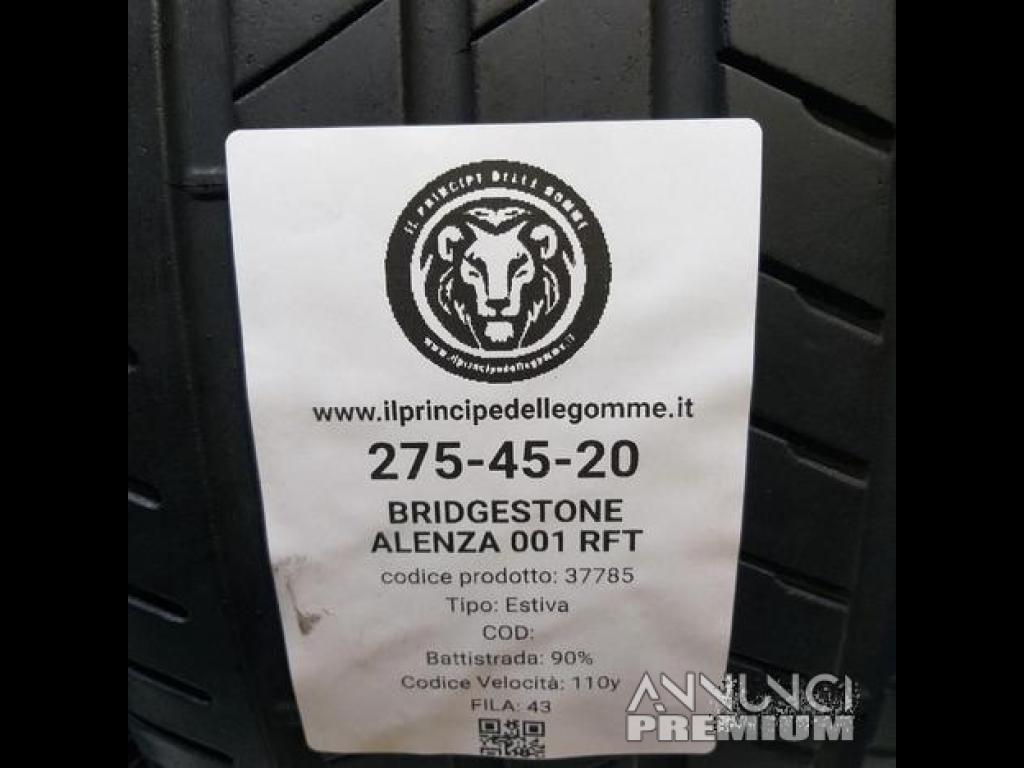 IL PRINCIPE DELLE GOMME
www.ilprincipedellegomme.it
www.ilprincipedellegomme.it
275-45-20
BRIDGESTONE
ALENZA 001 RFT
codice prodotto: 37785
Tipo: Estiva
COD:
Battistrada: 90%
Codice Velocità: 110y
FILA: 43
ANNUNCI
PREMIUM